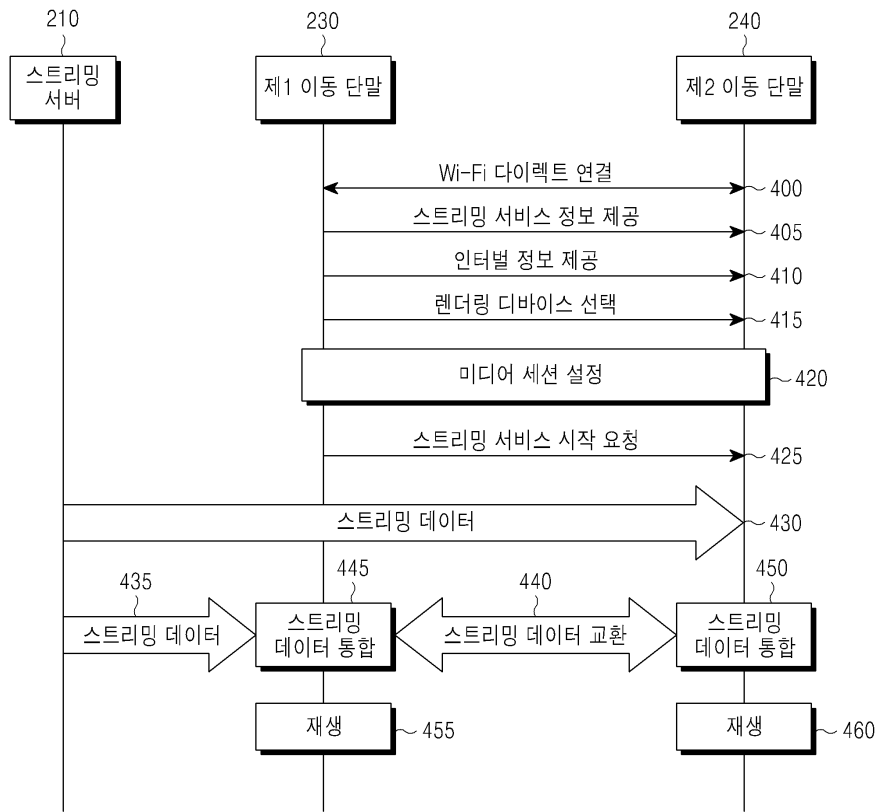 210
230
240
스트리밍
서버
제1 이동 단말
제2 이동 단말
Wi-Fi 다이렉트 연결
400
스트리밍 서비스 정보 제공
405
인터벌 정보 제공
410
렌더링 디바이스 선택
415
미디어 세션 설정
420
스트리밍 서비스 시작 요청
425
스트리밍 데이터
430
435
445
440
450
스트리밍 데이터
스트리밍
데이터 통합
스트리밍 데이터 교환
스트리밍
데이터 통합
재생
455
재생
460